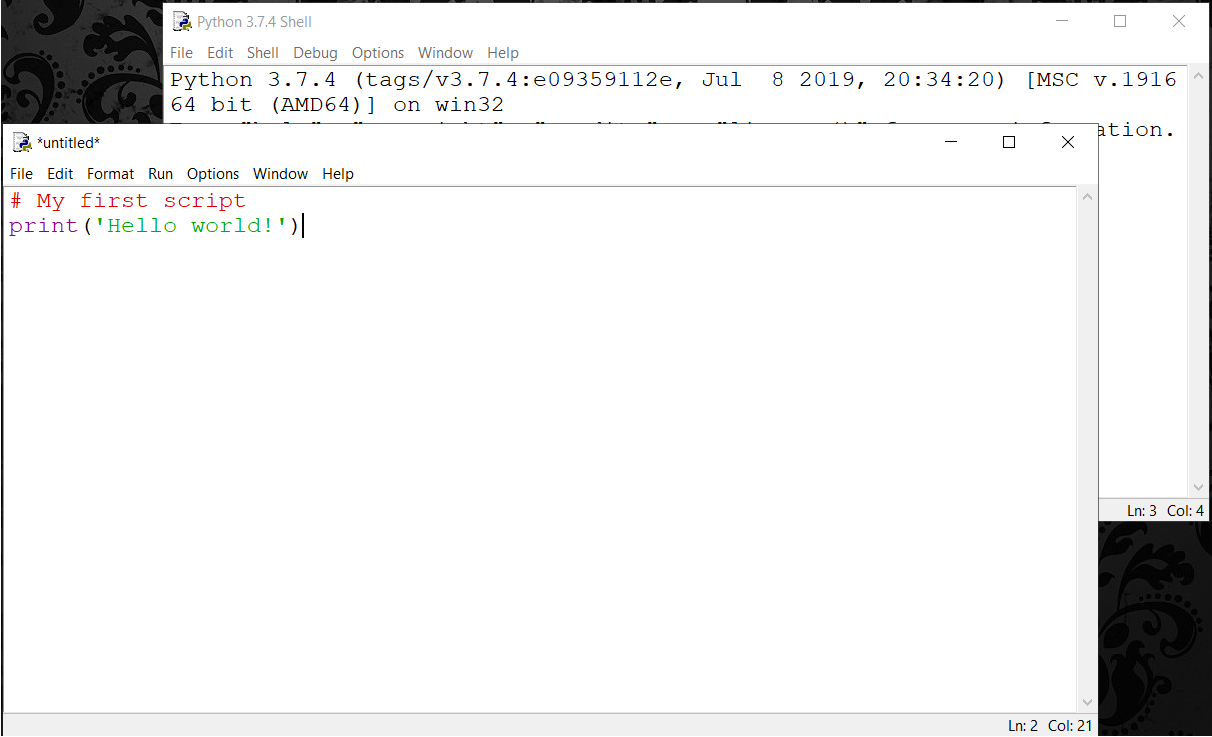 Python 3.7.4 Shell
File Edit Shell Debug Options Window Help
Python 3.7.4 (tags/v3.7.4:e09359112e, Jul  8 2019, 20:34:20) [MSC v.1916
64 bit (AMD64)] on win32
*untitled*
File Edit Format Run Options Window Help
# My first script
print('Hello world!')
Ln: 3 Col: 4
Ln: 2 Col: 21